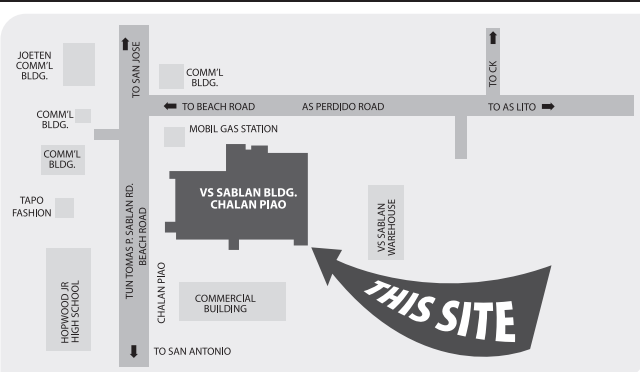 JOETEN
COMM'L
BLDG.
TO SAN JOSE
COMM'L
BLDG.
TO CK
TO BEACH ROAD
AS PERDIDO ROAD
TO AS LITO
COMM'L
BLDG.
MOBIL GAS STATION
COMM'L
BLDG.
VS SABLAN BLDG.
CHALAN PIAO
TAPO
FASHION
TUN TOMAS P. SABLAN RD.
BEACH ROAD
VS SABLAN
WAREHOUSE
HOPWOOD JR
HIGH SCHOOL
CHALAN PIAO
COMMERCIAL
BUILDING
THIS SITE
TO SAN ANTONIO